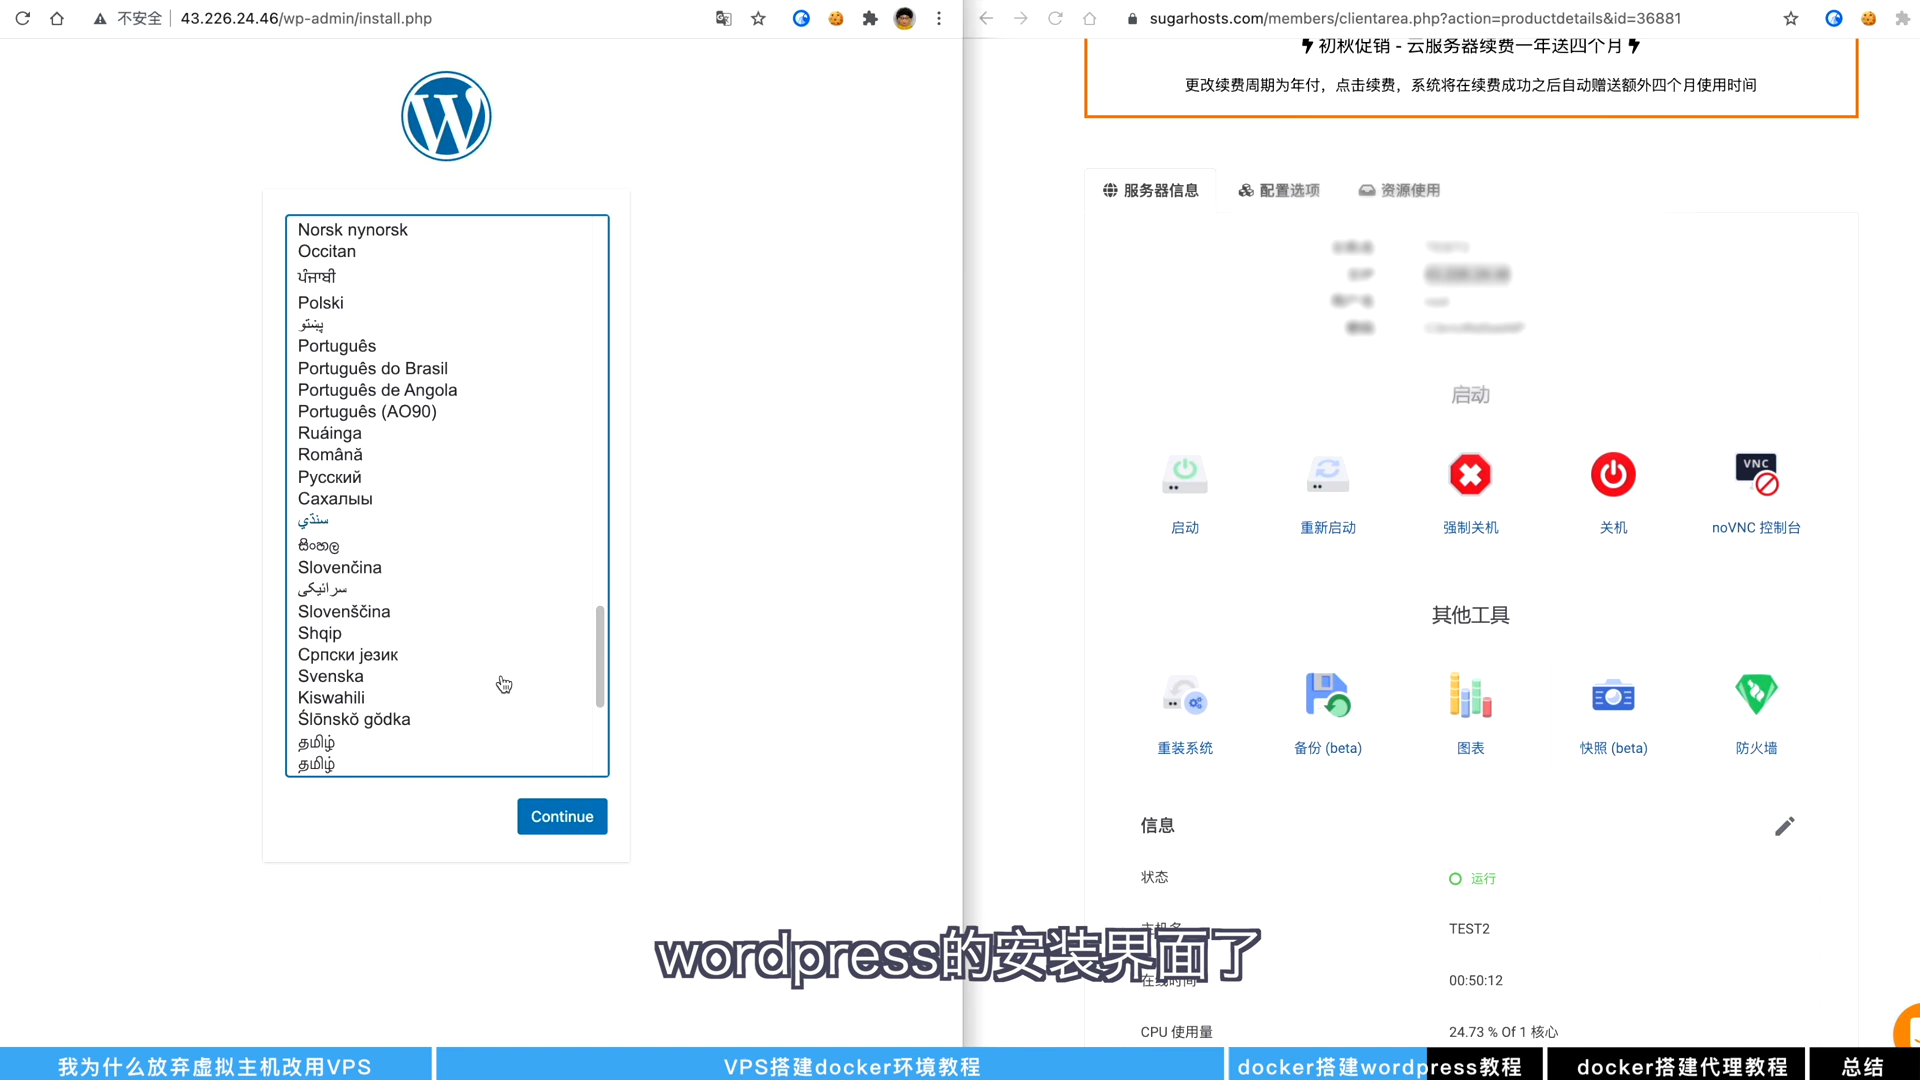 不安全
43.226.24.46/wp-admin/install.php
sugarhosts.com/members/clientarea.php?action=productdetails&id=36881
初秋促销 - 云服务器续费一年送四个月
更改续费周期为年付，点击续费，系统将在续费成功之后自动赠送额外四个月使用时间
服务器信息
配置选项
资源使用
Norsk nynorsk
Occitan
ਪੰਜਾਬੀ
Polski
پښتو
Português
Português do Brasil
Português de Angola
Português (AO90)
Ruáinga
Română
Русский
Сахалыы
سنڌي
සිංහල
Slovenčina
سرائیکی
Slovenščina
Shqip
Српски језик
Svenska
Kiswahili
Ślōnskŏ gŏdka
தமிழ்
தமிழ்
Continue
启动
VNC
启动
重新启动
强制关机
关机
noVNC 控制台
其他工具
重装系统
备份 (beta)
图表
快照 (beta)
防火墙
信息
状态
运行
主机名
TEST2
wordpress的安装界面了
在线时间
00:50:12
CPU 使用量
24.73 % Of 1 核心
我为什么放弃虚拟主机改用VPS
VPS搭建docker环境教程
docker搭建wordpress教程
docker搭建代理教程
总结